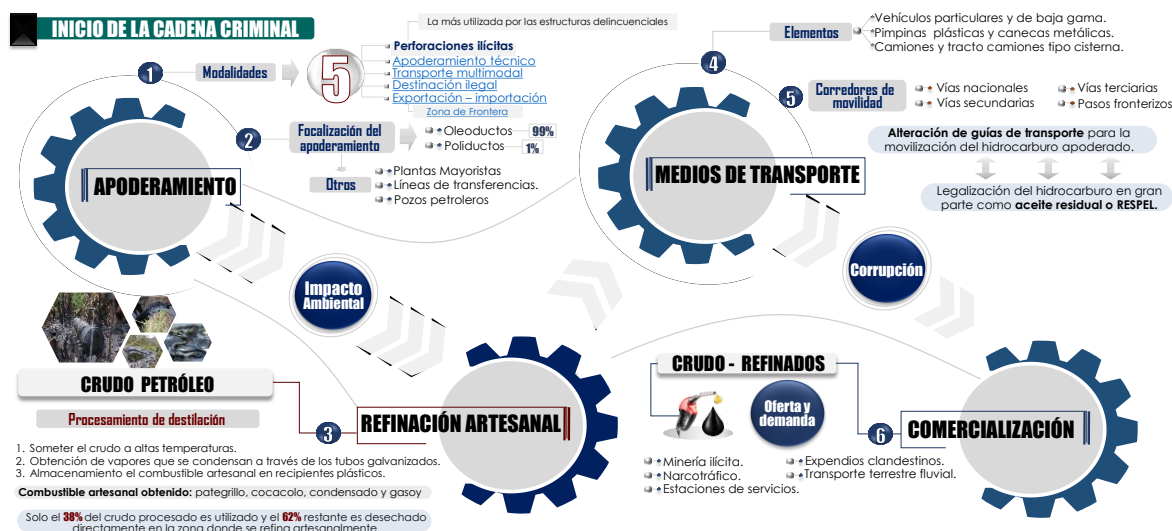 INICIO DE LA CADENA CRIMINAL
La más utilizada por las estructuras delincuenciales
1
Modalidades
5
Perforaciones ilícitas
Apoderamiento técnico
Transporte multimodal
Destinación ilegal
Exportación – importación
Zona de Frontera
2
Focalización del
apoderamiento
Oleoductos 99%
Poliductos 1%
Otros
Plantas Mayoristas
Líneas de transferencias.
Pozos petroleros
APODERAMIENTO
Impacto
Ambiental
CRUDO PETRÓLEO
Procesamiento de destilación
1. Someter el crudo a altas temperaturas.
2. Obtención de vapores que se condensan a través de los tubos galvanizados.
3. Almacenamiento el combustible artesanal en recipientes plásticos.
Combustible artesanal obtenido: pategrillo, cocacolo, condensado y gasoy
Solo el 38% del crudo procesado es utilizado y el 62% restante es desechado
directamente en la zona donde se refina artesanalmente.
3
REFINACIÓN ARTESANAL
4
Elementos
Vehículos particulares y de baja gama.
Pimpinas plásticas y canecas metálicas.
Camiones y tracto camiones tipo cisterna.
5
Corredores de
movilidad
Vías nacionales
Vías secundarias
Vías terciarias
Pasos fronterizos
Alteración de guías de transporte para la
movilización del hidrocarburo apoderado.
Legalización del hidrocarburo en gran
parte como aceite residual o RESPEL.
MEDIOS DE TRANSPORTE
Corrupción
CRUDO - REFINADOS
Oferta y
demanda
6
COMERCIALIZACIÓN
Minería ilícita.
Narcotráfico.
Estaciones de servicios.
Expendios clandestinos.
Transporte terrestre fluvial.